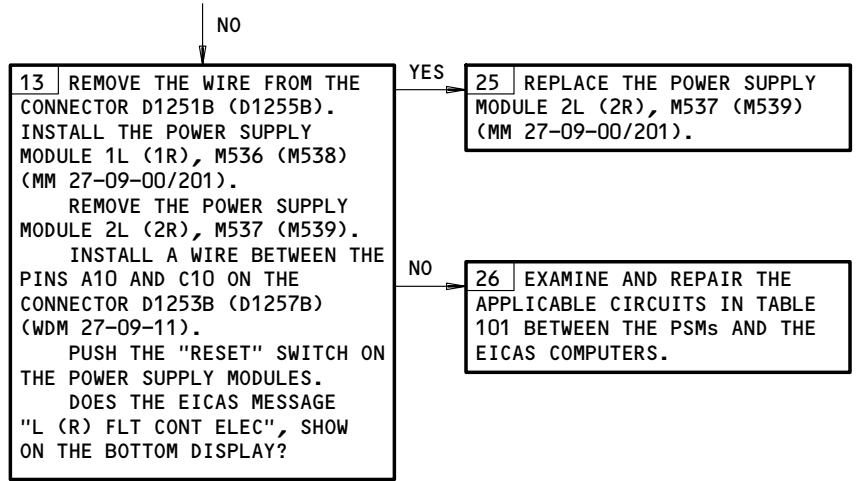 NO
13 REMOVE THE WIRE FROM THE
CONNECTOR D1251B (D1255B).
INSTALL THE POWER SUPPLY
MODULE 1L (1R), M536 (M538)
(MM 27-09-00/201).
REMOVE THE POWER SUPPLY
MODULE 2L (2R), M537 (M539).
INSTALL A WIRE BETWEEN THE
PINS A10 AND C10 ON THE
CONNECTOR D1253B (D1257B)
(WDM 27-09-11).
PUSH THE "RESET" SWITCH ON
THE POWER SUPPLY MODULES.
DOES THE EICAS MESSAGE
"L (R) FLT CONT ELEC", SHOW
ON THE BOTTOM DISPLAY?
YES
25 REPLACE THE POWER SUPPLY
MODULE 2L (2R), M537 (M539)
(MM 27-09-00/201).
NO
26 EXAMINE AND REPAIR THE
APPLICABLE CIRCUITS IN TABLE
101 BETWEEN THE PSMs AND THE
EICAS COMPUTERS.